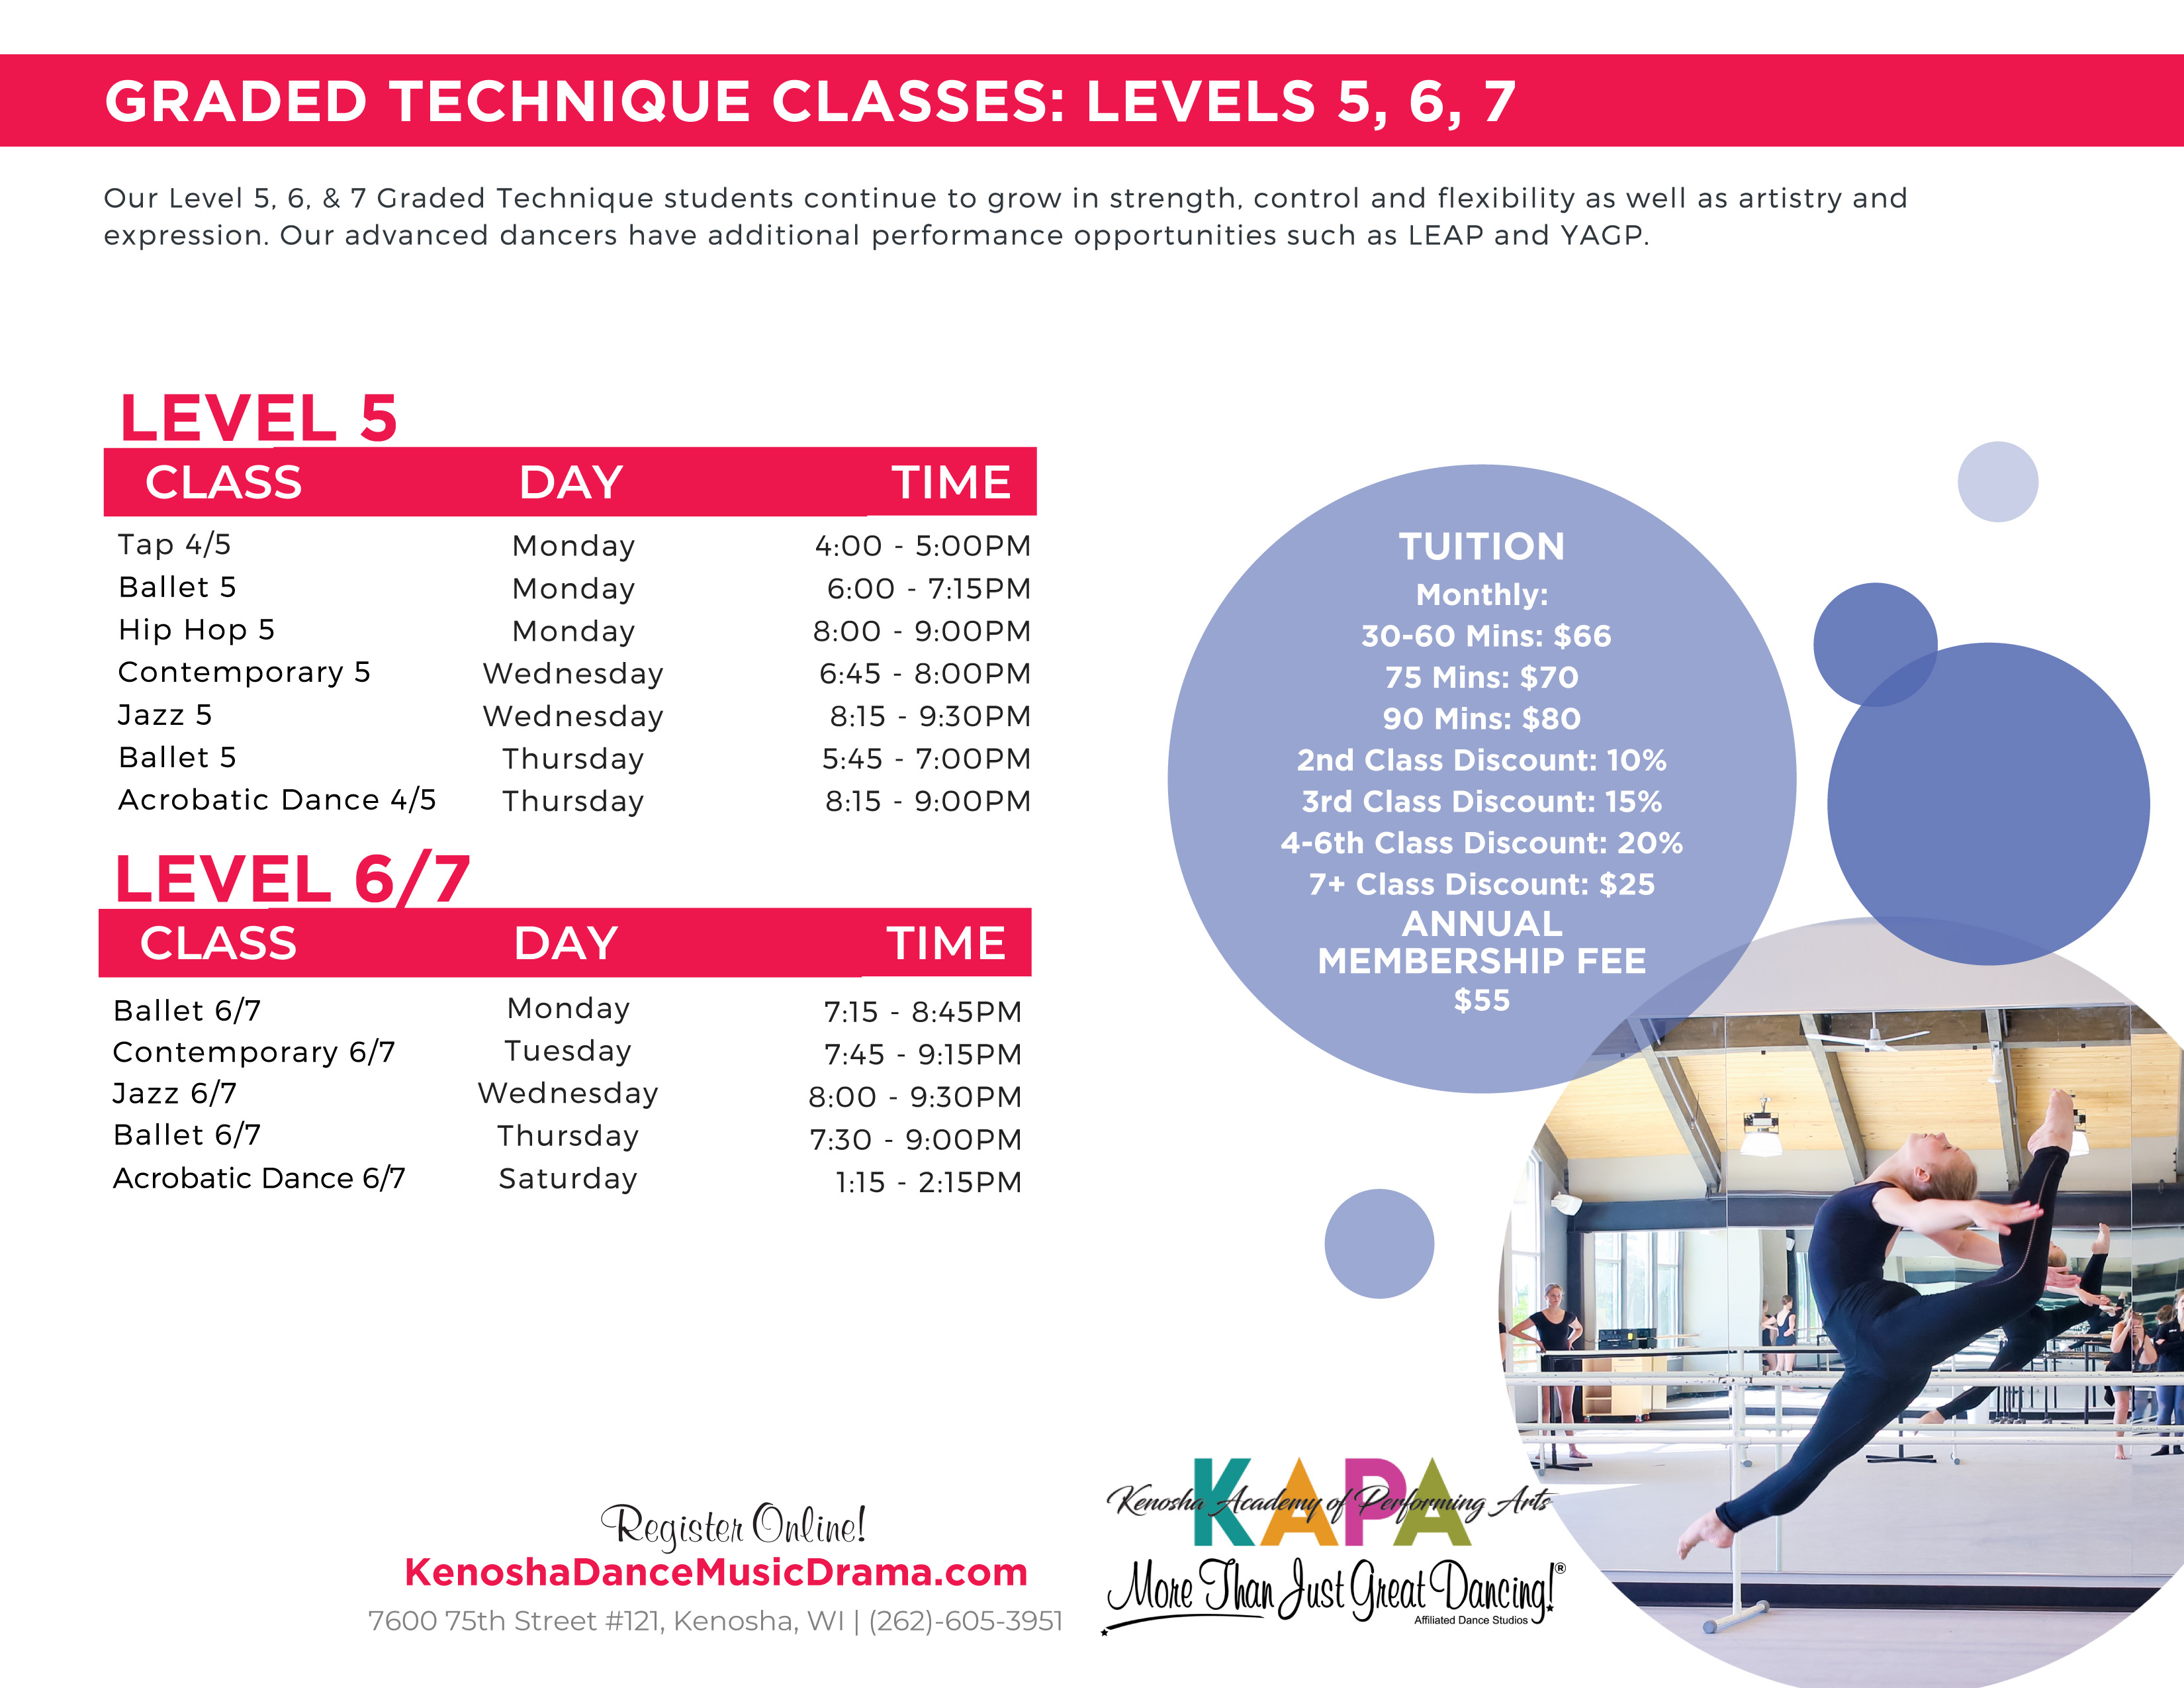 GRADED TECHNIQUE CLASSES: LEVELS 5, 6, 7
Our Level 5, 6, & 7 Graded Technique students continue to grow in strength, control and flexibility as well as artistry and
expression. Our advanced dancers have additional performance opportunities such as LEAP and YAGP.
LEVEL 5
CLASS DAY TIME
Tap 4/5 Monday 4:00 - 5:00PM
Ballet 5 Monday 6:00 - 7:15PM
Hip Hop 5 Monday 8:00 - 9:00PM
Contemporary 5 Wednesday 6:45 - 8:00PM
Jazz 5 Wednesday 8:15 - 9:30PM
Ballet 5 Thursday 5:45 - 7:00PM
Acrobatic Dance 4/5 Thursday 8:15 - 9:00PM
LEVEL 6/7
CLASS DAY TIME
Ballet 6/7 Monday 7:15 - 8:45PM
Contemporary 6/7 Tuesday 7:45 - 9:15PM
Jazz 6/7 Wednesday 8:00 - 9:30PM
Ballet 6/7 Thursday 7:30 - 9:00PM
Acrobatic Dance 6/7 Saturday 1:15 - 2:15PM
TUITION
Monthly:
30-60 Mins: $66
75 Mins: $70
90 Mins: $80
2nd Class Discount: 10%
3rd Class Discount: 15%
4-6th Class Discount: 20%
7+ Class Discount: $25
ANNUAL
MEMBERSHIP FEE
$55
Register Online!
KenoshaDanceMusicDrama.com
7600 75th Street #121, Kenosha, WI | (262)-605-3951
KAPA
Kenosha Academy of Performing Arts
More Than Just Great Dancing!®
Affiliated Dance Studios